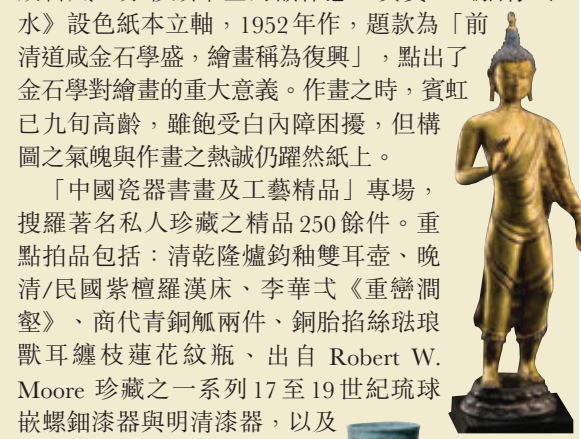 水》設色紙本立軸，1952年作，題款為「前
清道咸金石學盛，繪畫稱為復興」，點出了
金石學對繪畫的重大意義。作畫之時，賓虹
已九旬高齡，雖飽受白內障困擾，但構
圖之氣魄與作畫之熱誠仍躍然紙上。
「中國瓷器書畫及工藝精品」專場，
搜羅著名私人珍藏之精品250餘件。重
點拍品包括：清乾隆爐鈞釉雙耳壺、晚
清/民國紫檀羅漢床、李華弌《重巒澗
壑》、商代青銅觚兩件、銅胎掐絲琺琅
獸耳纏枝蓮花紋瓶、出自 Robert W.
Moore 珍藏之一系列17至19世紀琉球
嵌螺鈿漆器與明清漆器，以及